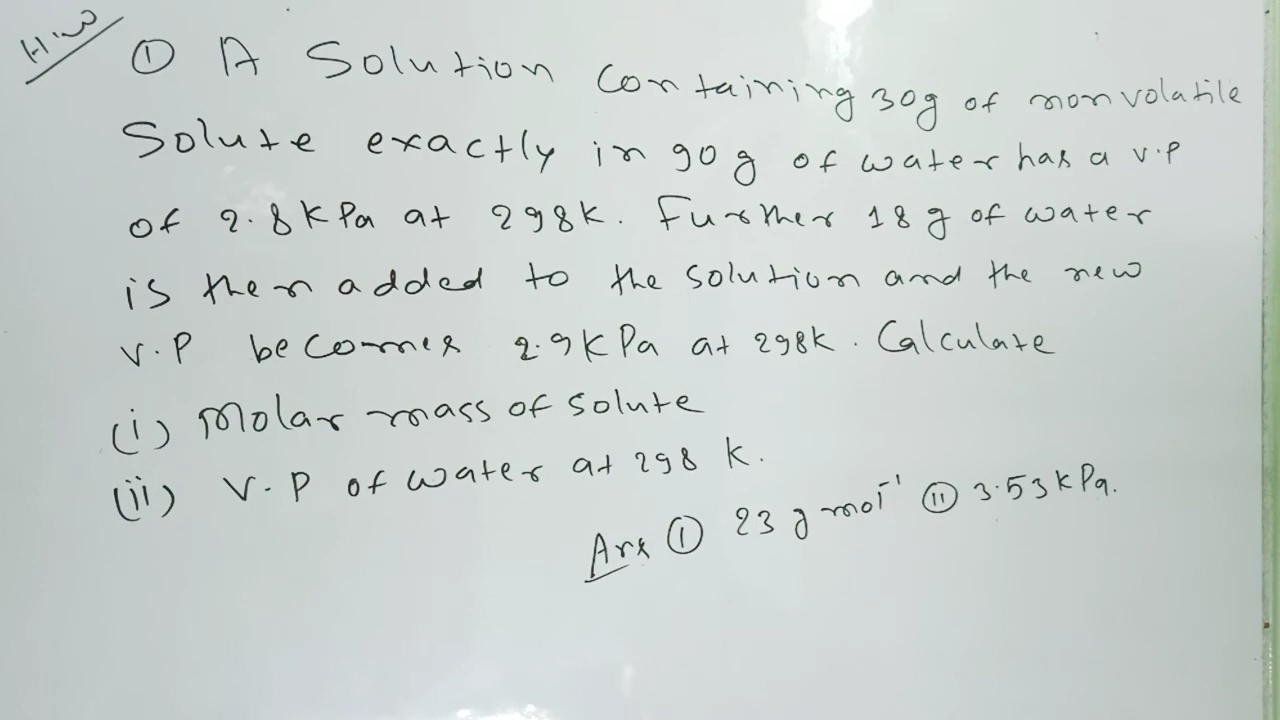 H.W
① A Solution containing 30g of nonvolatile
Solute exactly in 90 g of water has a v.p
of 2.8 kPa at 298K. Further 18 g of water
is then added to the solution and the new
v.P becomes 2.9 kPa at 298K. Calculate
(i) Molar mass of solute
(ii) V.P of water at 298 K.
Ans ① 23 g mol⁻¹ ⑪ 3.53 kPa.